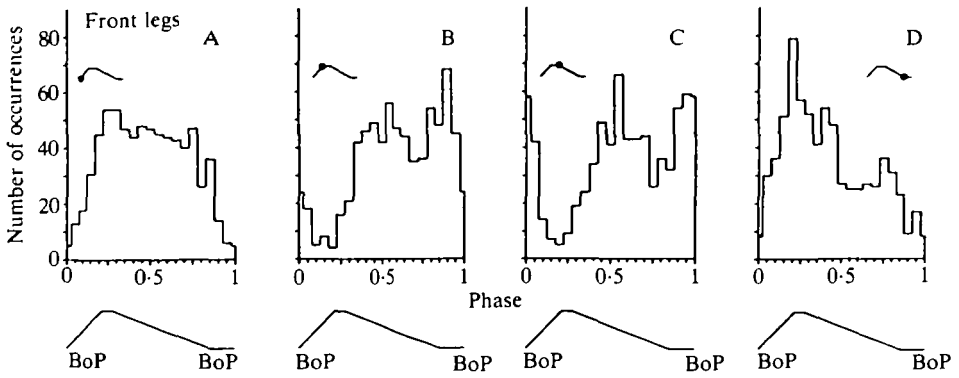 Front legs
A
B
C
D
Number of occurrences
80
60
40
20
0
0 0·5 1
0 0·5 1
0 0·5 1
0 0·5 1
Phase
BoP BoP
BoP BoP
BoP BoP
BoP BoP